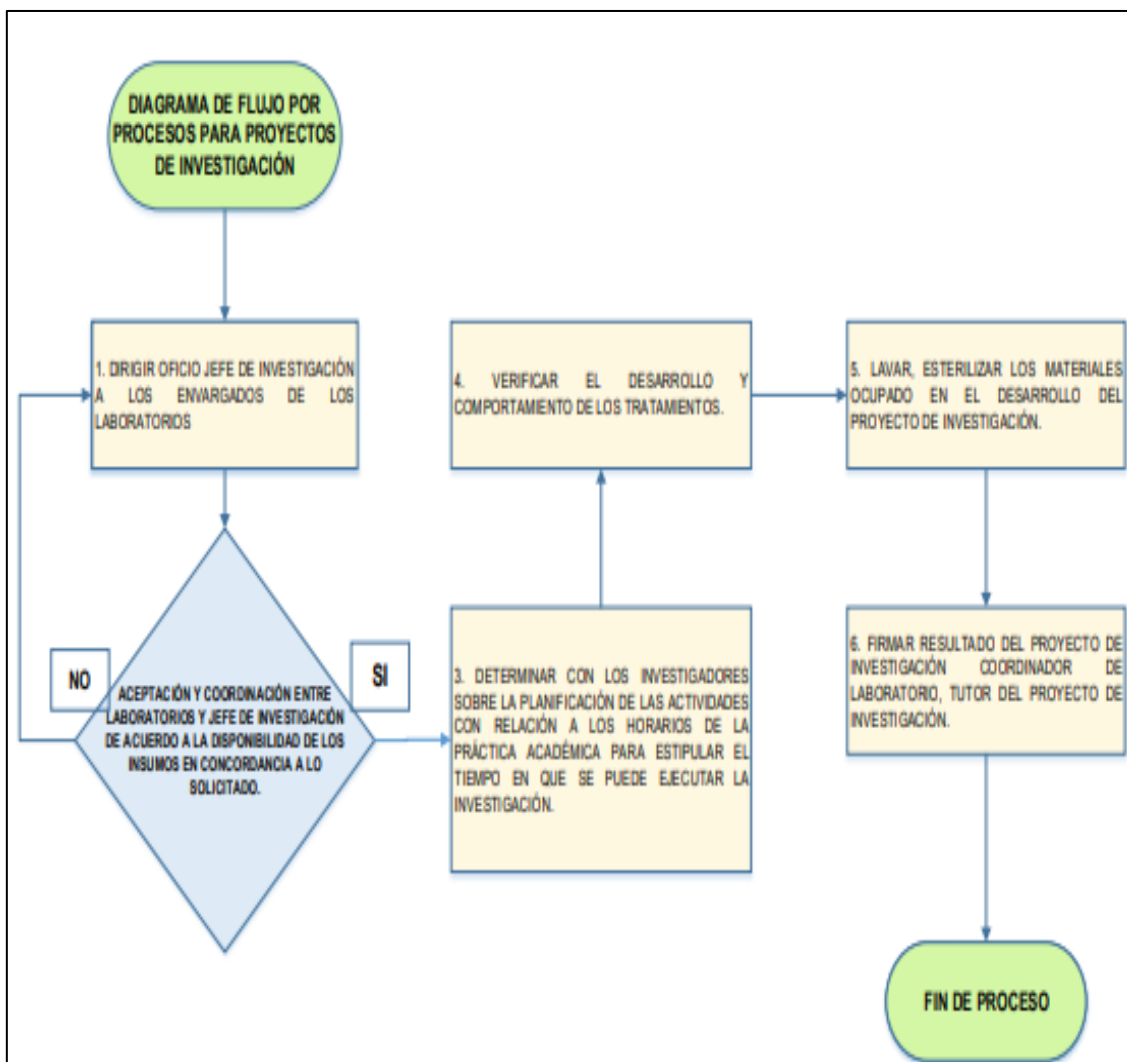 DIAGRAMA DE FLUJO POR
PROCESOS PARA PROYECTOS
DE INVESTIGACIÓN
1. DIRIGIR OFICIO JEFE DE INVESTIGACIÓN
A LOS ENVARGADOS DE LOS
LABORATORIOS
NO
SI
ACEPTACIÓN Y COORDINACIÓN ENTRE
LABORATORIOS Y JEFE DE INVESTIGACIÓN
DE ACUERDO A LA DISPONIBILIDAD DE LOS
INSUMOS EN CONCORDANCIA A LO
SOLICITADO.
3. DETERMINAR CON LOS INVESTIGADORES
SOBRE LA PLANIFICACIÓN DE LAS ACTIVIDADES
CON RELACIÓN A LOS HORARIOS DE LA
PRÁCTICA ACADÉMICA PARA ESTIPULAR EL
TIEMPO EN QUE SE PUEDE EJECUTAR LA
INVESTIGACIÓN.
4. VERIFICAR EL DESARROLLO Y
COMPORTAMIENTO DE LOS TRATAMIENTOS.
5. LAVAR, ESTERILIZAR LOS MATERIALES
OCUPADO EN EL DESARROLLO DEL
PROYECTO DE INVESTIGACIÓN.
6. FIRMAR RESULTADO DEL PROYECTO DE
INVESTIGACIÓN COORDINADOR DE
LABORATORIO, TUTOR DEL PROYECTO DE
INVESTIGACIÓN.
FIN DE PROCESO